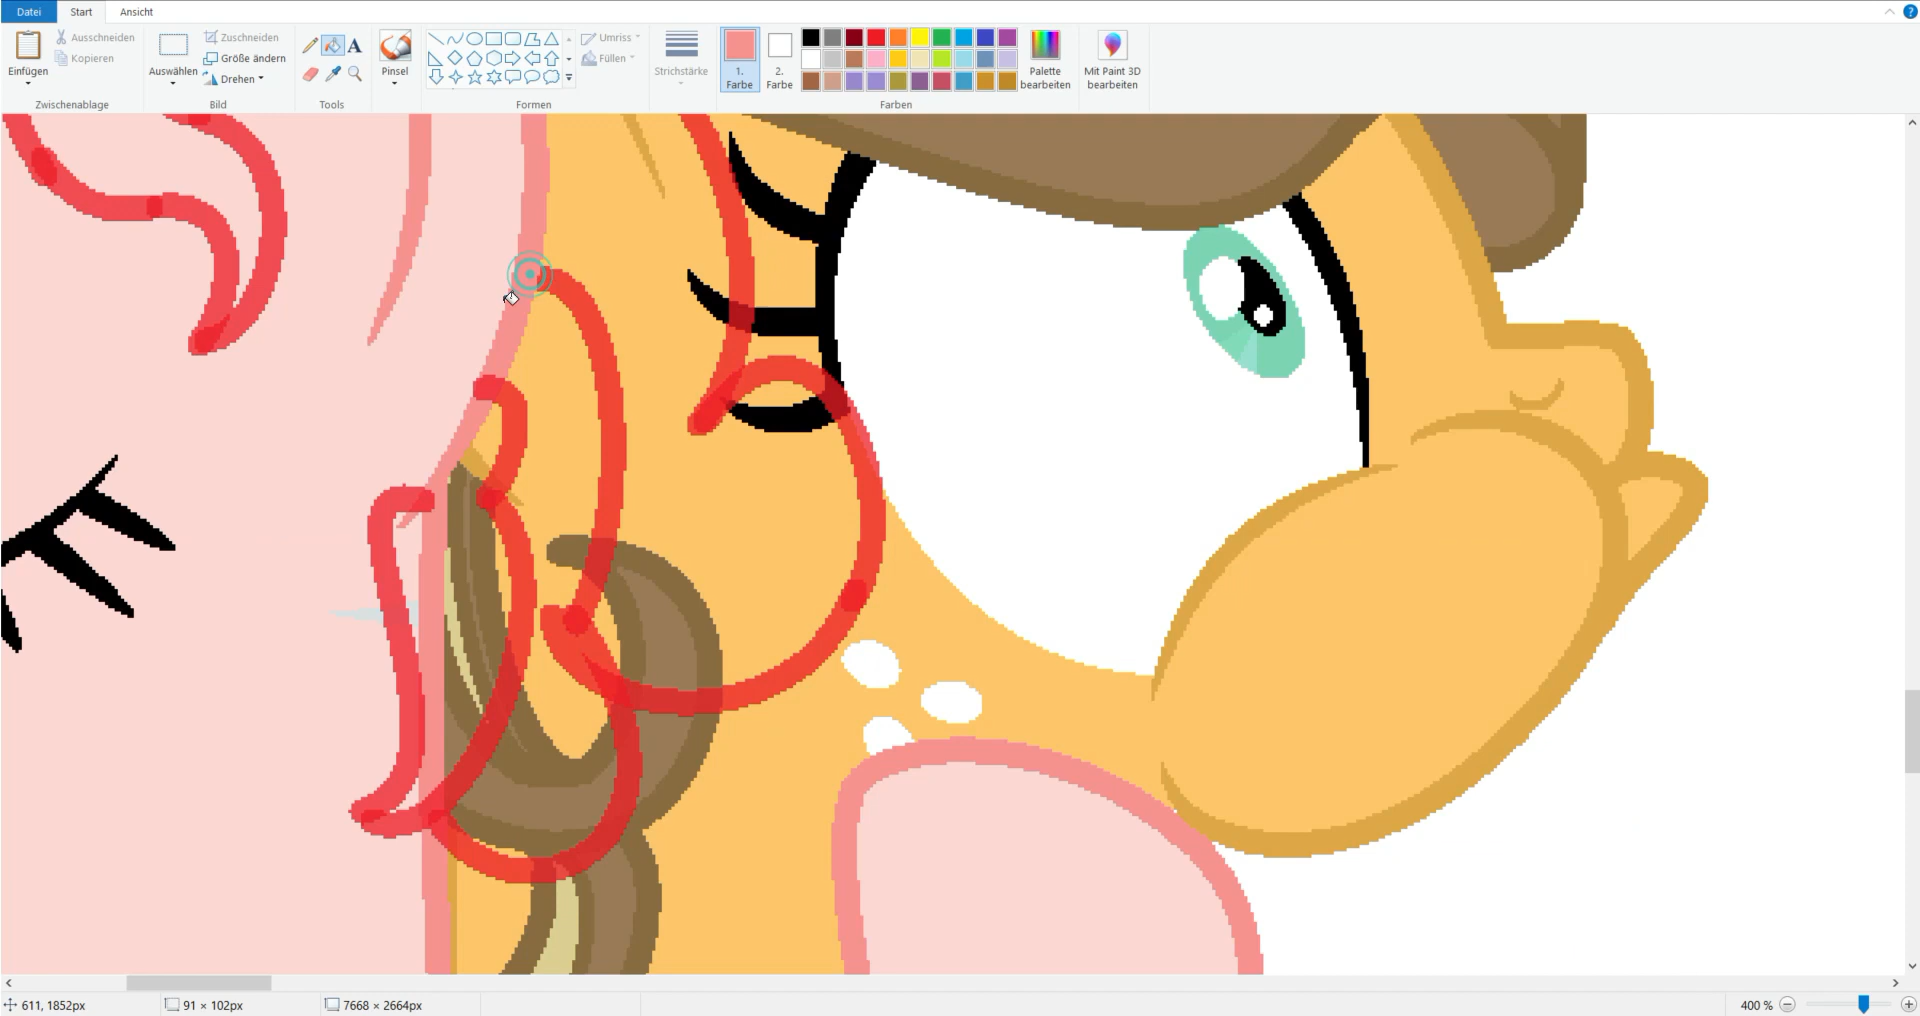 Datei Start Ansicht
Einfügen
Ausschneiden
Kopieren
Zwischenablage
Auswählen
Zuschneiden
Größe ändern
Drehen
Bild
A
Tools
Pinsel
Umriss
Füllen
Formen
Strichstärke
1.
Farbe
2.
Farbe
Palette
bearbeiten
Mit Paint 3D
bearbeiten
Farben
611, 1852px 91 × 102px 7668 × 2664px 400 %